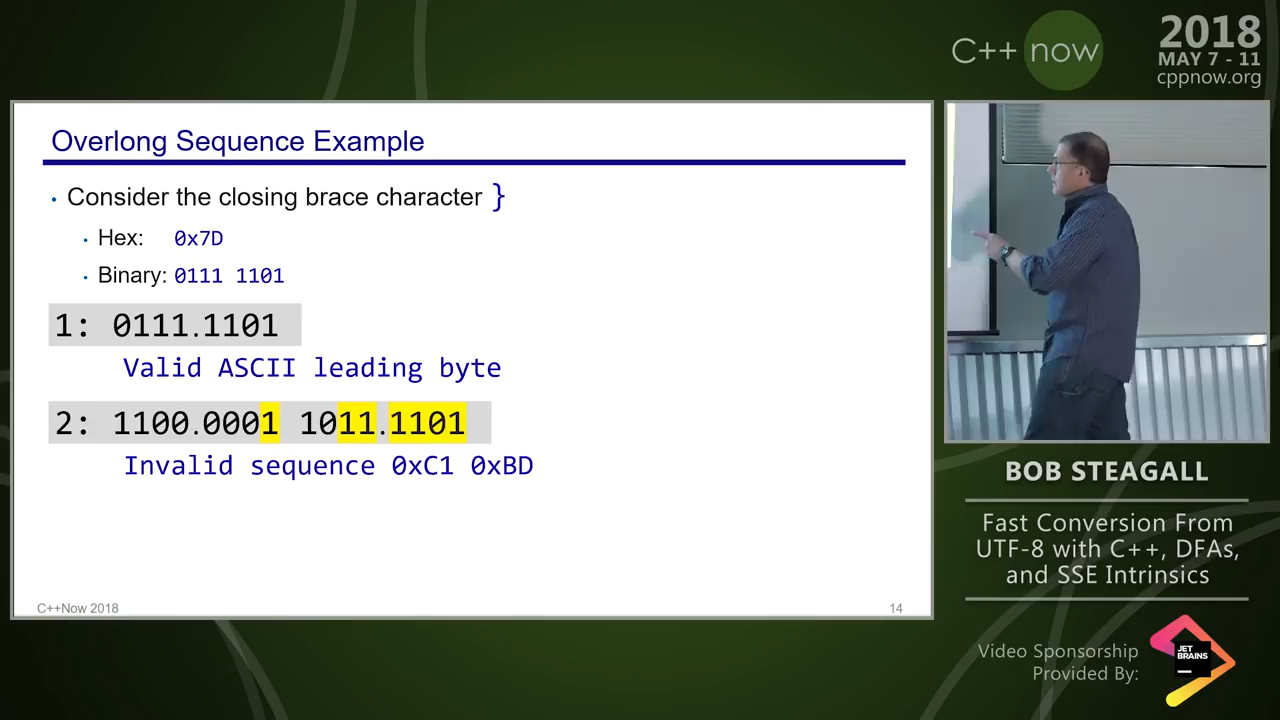 C++ now
2018
MAY 7 - 11
cppnow.org
Overlong Sequence Example
• Consider the closing brace character }
• Hex: 0x7D
• Binary: 0111 1101
1: 0111.1101
Valid ASCII leading byte
2: 1100.0001 1011.1101
Invalid sequence 0xC1 0xBD
C++Now 2018
14
BOB STEAGALL
Fast Conversion From
UTF-8 with C++, DFAs,
and SSE Intrinsics
Video Sponsorship
Provided By:
JET
BRAINS